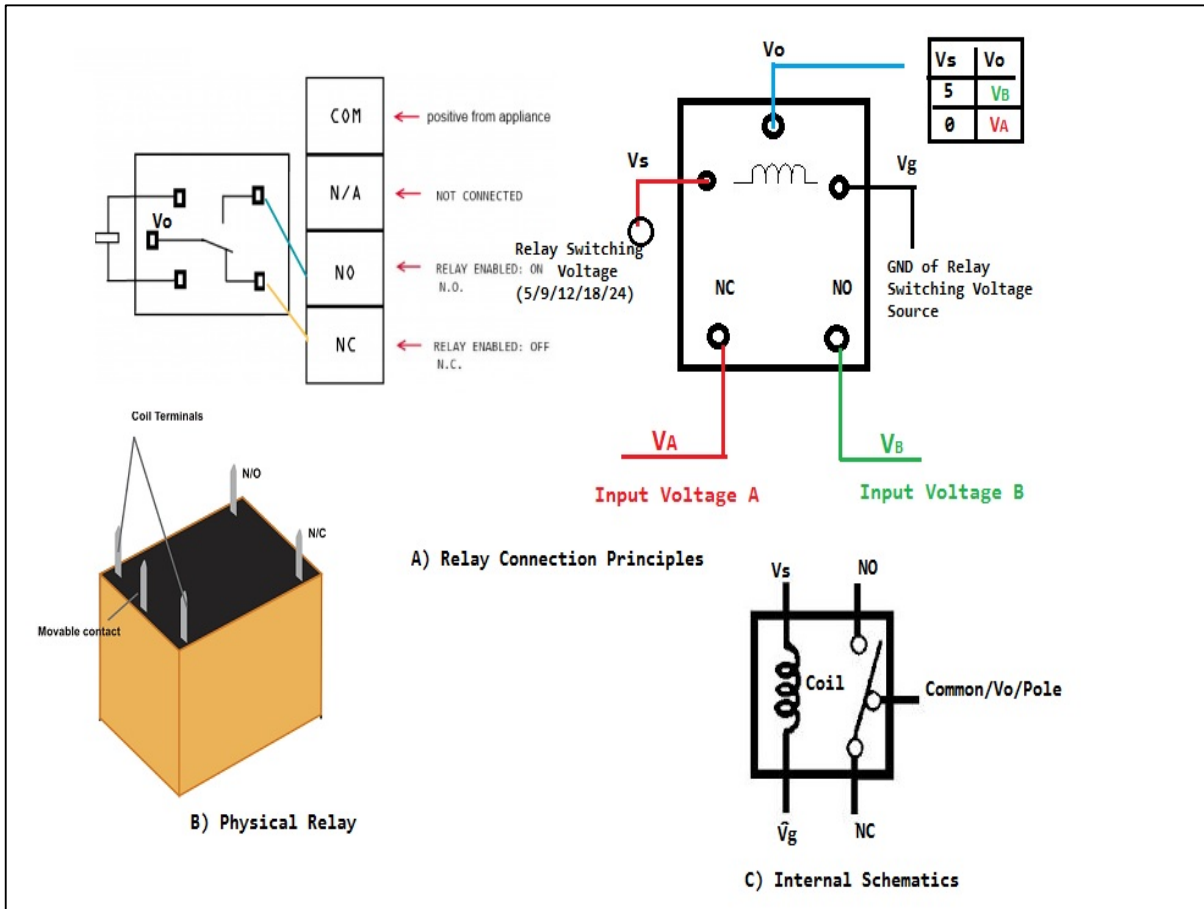 COM
positive from appliance
N/A
NOT CONNECTED
Vo
NO
RELAY ENABLED: ON
N.O.
NC
RELAY ENABLED: OFF
N.C.
Vo
Vs Vo
5 VB
0 VA
Vs
Vg
Relay Switching
Voltage
(5/9/12/18/24)
GND of Relay
Switching Voltage
Source
NC
NO
VA
VB
Input Voltage A
Input Voltage B
A) Relay Connection Principles
Coil Terminals
N/O
N/C
Movable contact
B) Physical Relay
Vs
NO
Coil
Common/Vo/Pole
Vg
NC
C) Internal Schematics